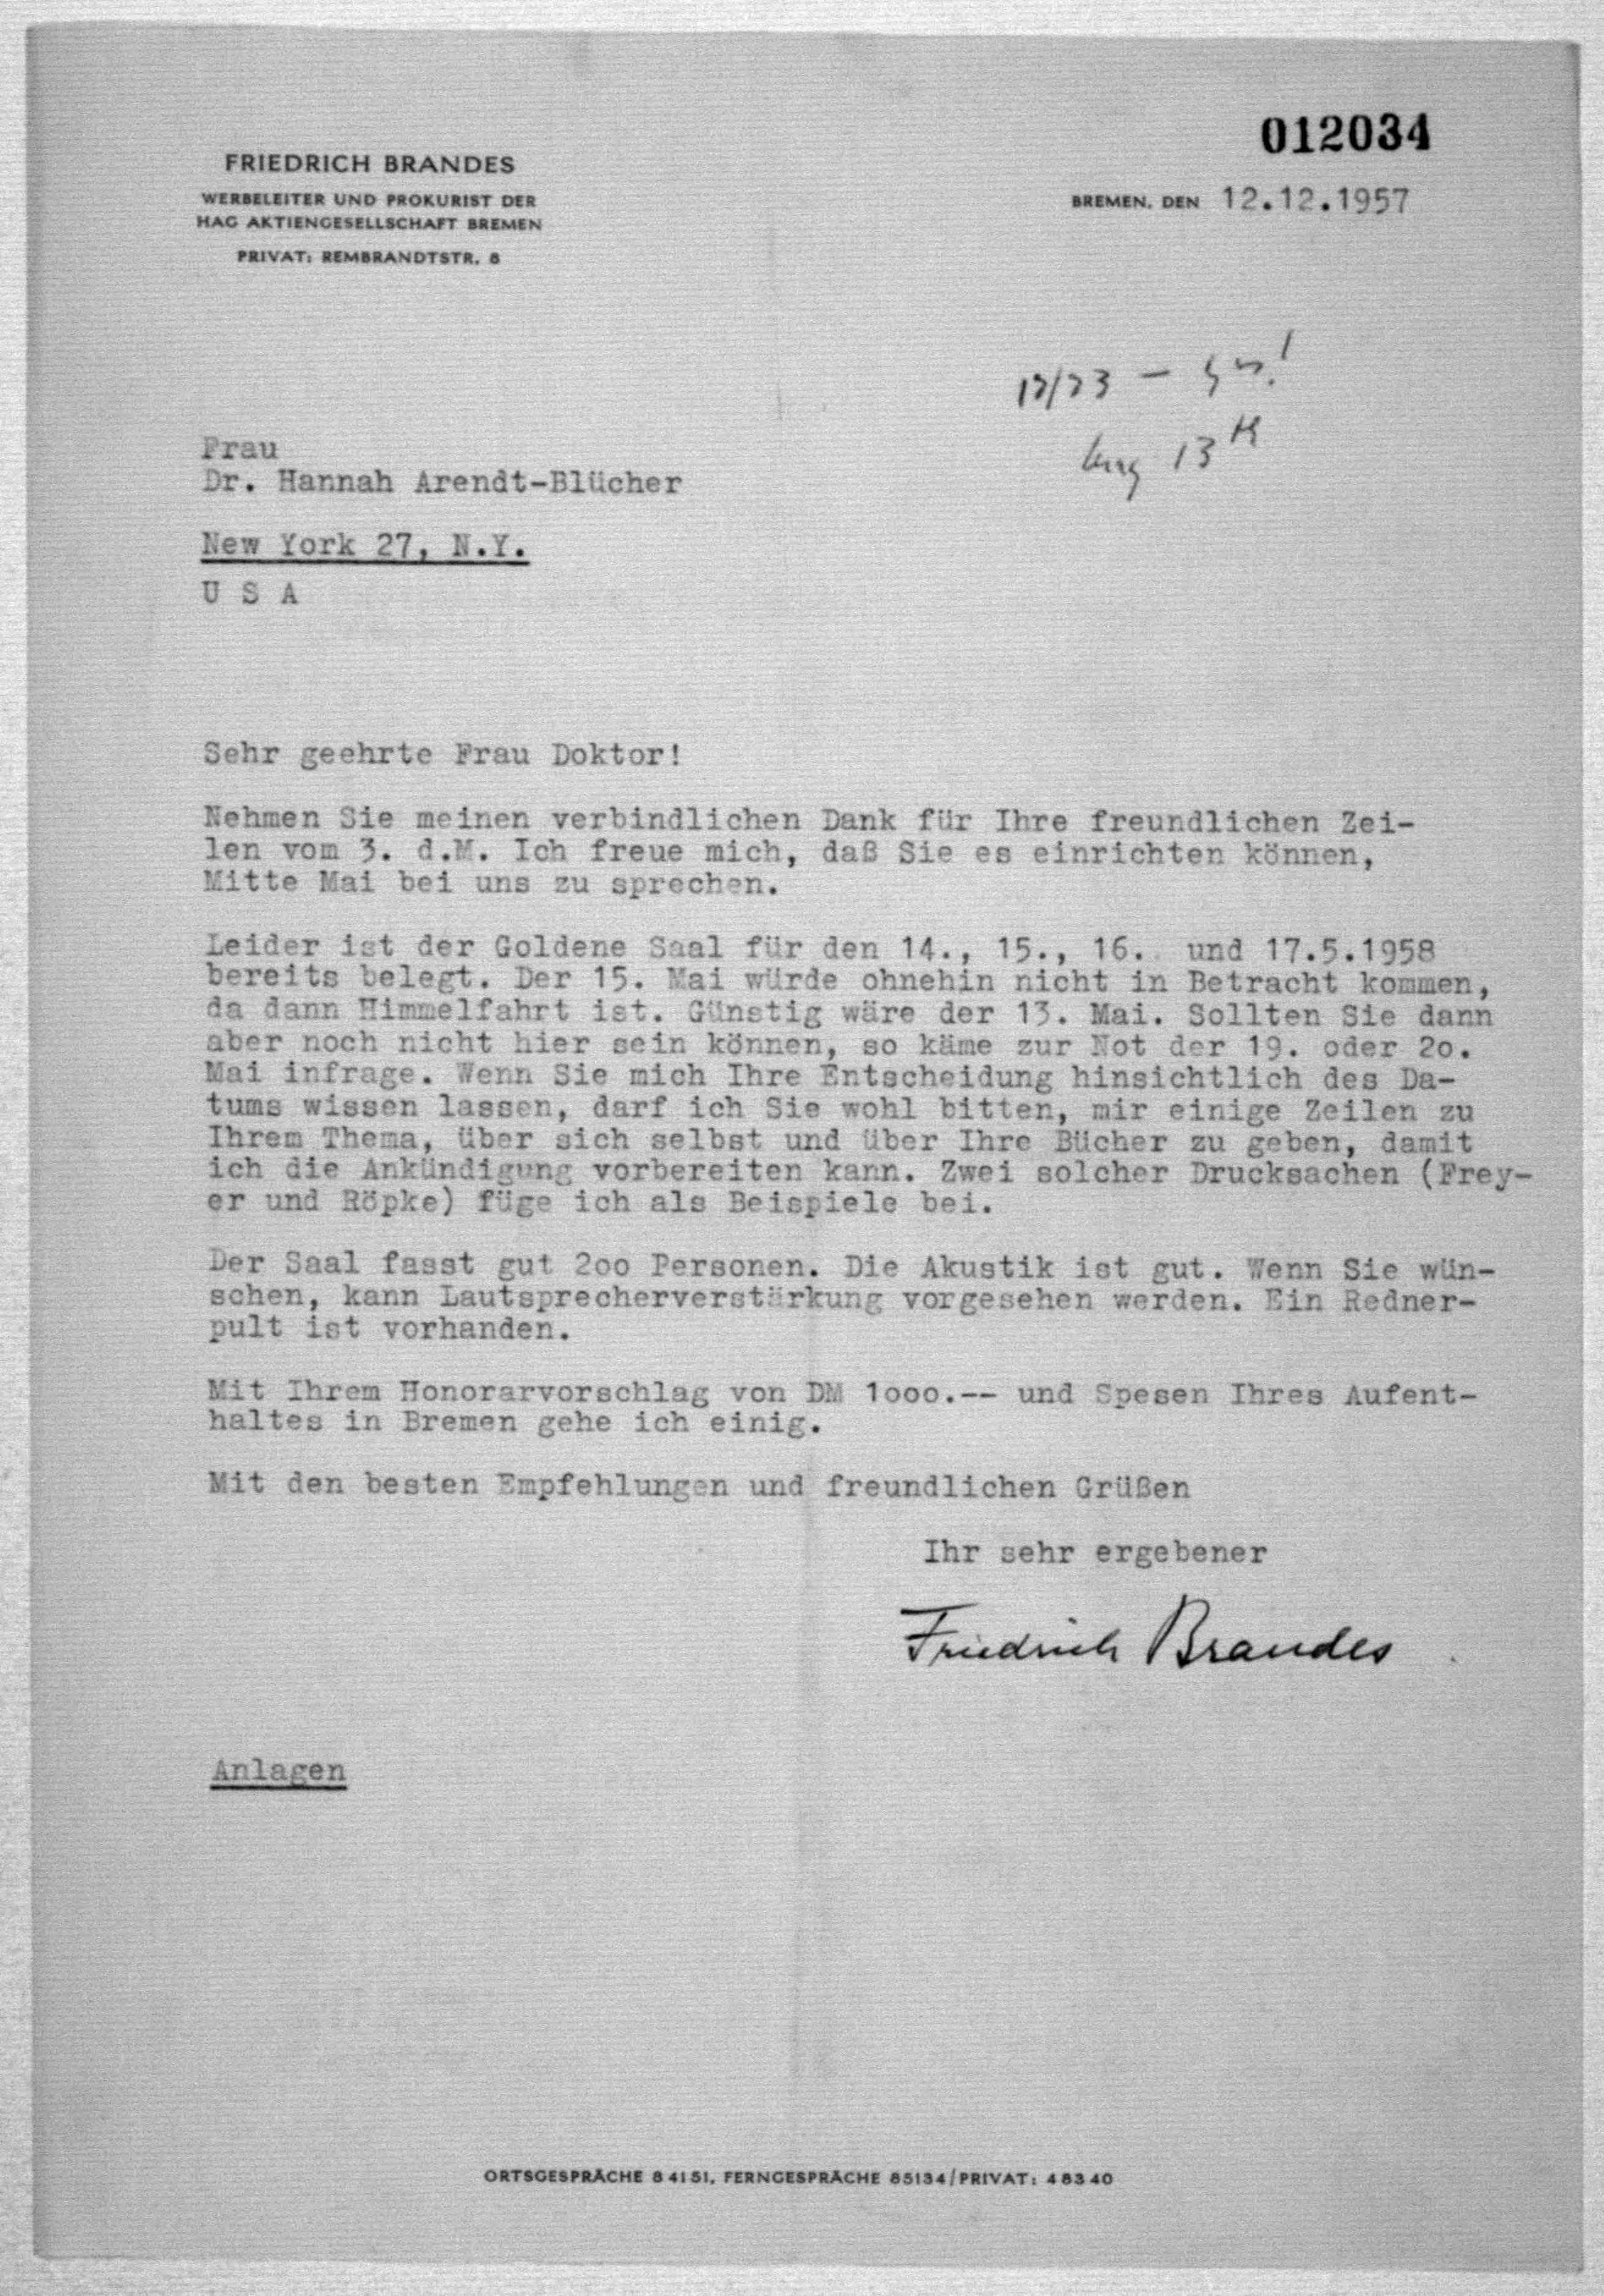 012034
FRIEDRICH BRANDES
WERBELEITER UND PROKURIST DER
HAG AKTIENGESELLSCHAFT BREMEN
PRIVAT: REMBRANDTSTR. 8
BREMEN, DEN 12.12.1957
12/23 –
13th
Frau
Dr. Hannah Arendt-Blücher
New York 27, N.Y.
U S A
Sehr geehrte Frau Doktor!
Nehmen Sie meinen verbindlichen Dank für Ihre freundlichen Zei-
len vom 3. d.M. Ich freue mich, daß Sie es einrichten können,
Mitte Mai bei uns zu sprechen.
Leider ist der Goldene Saal für den 14., 15., 16. und 17.5.1958
bereits belegt. Der 15. Mai würde ohnehin nicht in Betracht kommen,
da dann Himmelfahrt ist. Günstig wäre der 13. Mai. Sollten Sie dann
aber noch nicht hier sein können, so käme zur Not der 19. oder 2o.
Mai infrage. Wenn Sie mich Ihre Entscheidung hinsichtlich des Da-
tums wissen lassen, darf ich Sie wohl bitten, mir einige Zeilen zu
Ihrem Thema, über sich selbst und über Ihre Bücher zu geben, damit
ich die Ankündigung vorbereiten kann. Zwei solcher Drucksachen (Frey-
er und Röpke) füge ich als Beispiele bei.
Der Saal fasst gut 2oo Personen. Die Akustik ist gut. Wenn Sie wün-
schen, kann Lautsprecherverstärkung vorgesehen werden. Ein Redner-
pult ist vorhanden.
Mit Ihrem Honorarvorschlag von DM 1ooo.-- und Spesen Ihres Aufent-
haltes in Bremen gehe ich einig.
Mit den besten Empfehlungen und freundlichen Grüßen
Ihr sehr ergebener
Friedrich Brandes
Anlagen
ORTSGESPRÄCHE 8 41 51, FERNGESPRÄCHE 85134/PRIVAT: 4 83 40